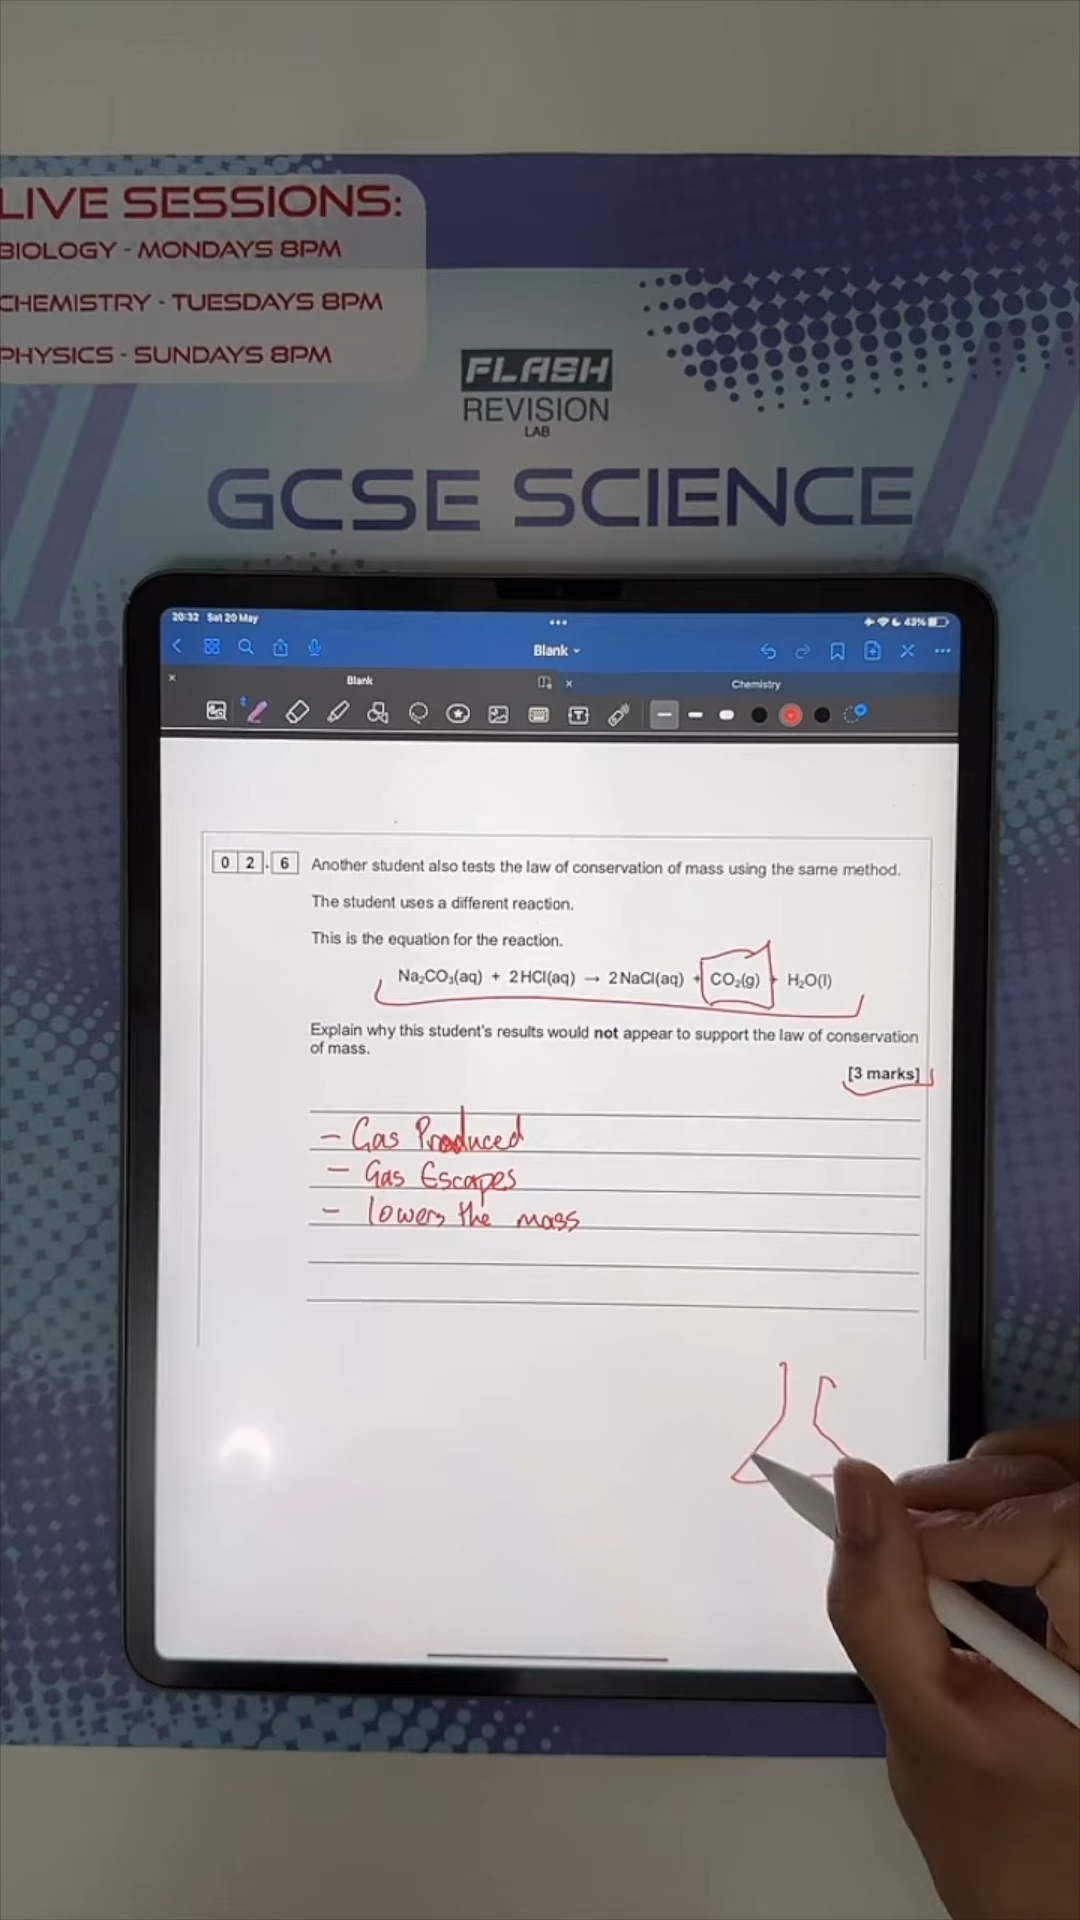 LIVE SESSIONS:
BIOLOGY - MONDAYS 8PM
CHEMISTRY - TUESDAYS 8PM
PHYSICS - SUNDAYS 8PM
FLASH
REVISION
LAB
GCSE SCIENCE
20:32 Sat 20 May
43%
Blank
Blank
Chemistry
0 2 . 6 Another student also tests the law of conservation of mass using the same method.
The student uses a different reaction.
This is the equation for the reaction.
Na₂CO₃(aq) + 2HCl(aq) → 2NaCl(aq) + CO₂(g) + H₂O(l)
Explain why this student's results would not appear to support the law of conservation
of mass.
[3 marks]
- Gas Produced
- Gas Escapes
- lowers the mass